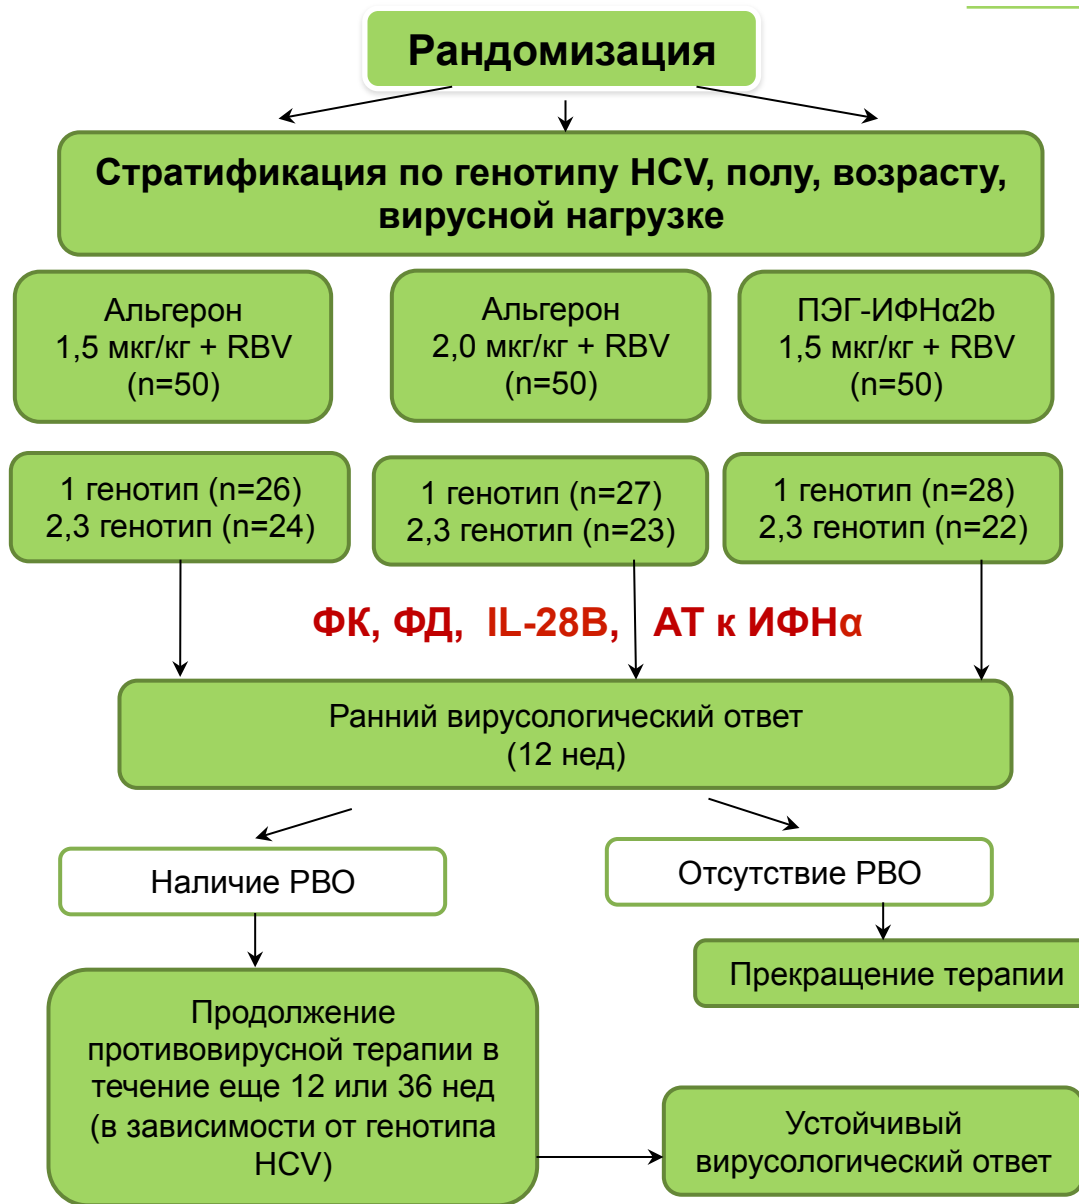 Рандомизация
Стратификация по генотипу HCV, полу, возрасту,
вирусной нагрузке
Альгерон
1,5 мкг/кг + RBV
(n=50)
Альгерон
2,0 мкг/кг + RBV
(n=50)
ПЭГ-ИФНα2b
1,5 мкг/кг + RBV
(n=50)
1 генотип (n=26)
2,3 генотип (n=24)
1 генотип (n=27)
2,3 генотип (n=23)
1 генотип (n=28)
2,3 генотип (n=22)
ФК, ФД, IL-28B, АТ к ИФНα
Ранний вирусологический ответ
(12 нед)
Наличие РВО
Отсутствие РВО
Прекращение терапии
Продолжение
противовирусной терапии в
течение еще 12 или 36 нед
(в зависимости от генотипа
HCV)
Устойчивый
вирусологический ответ